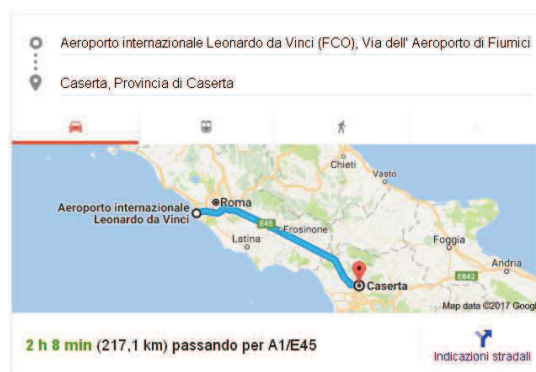 Aeroporto internazionale Leonardo da Vinci (FCO), Via dell' Aeroporto di Fiumici
Caserta, Provincia di Caserta
Chieti
Vasto
Aeroporto internazionale
Leonardo da Vinci
Roma
E45
Frosinone
Latina
Foggia
Andria
E842
Caserta
Map data ©2017 Googl
2 h 8 min (217,1 km) passando per A1/E45
Indicazioni stradali